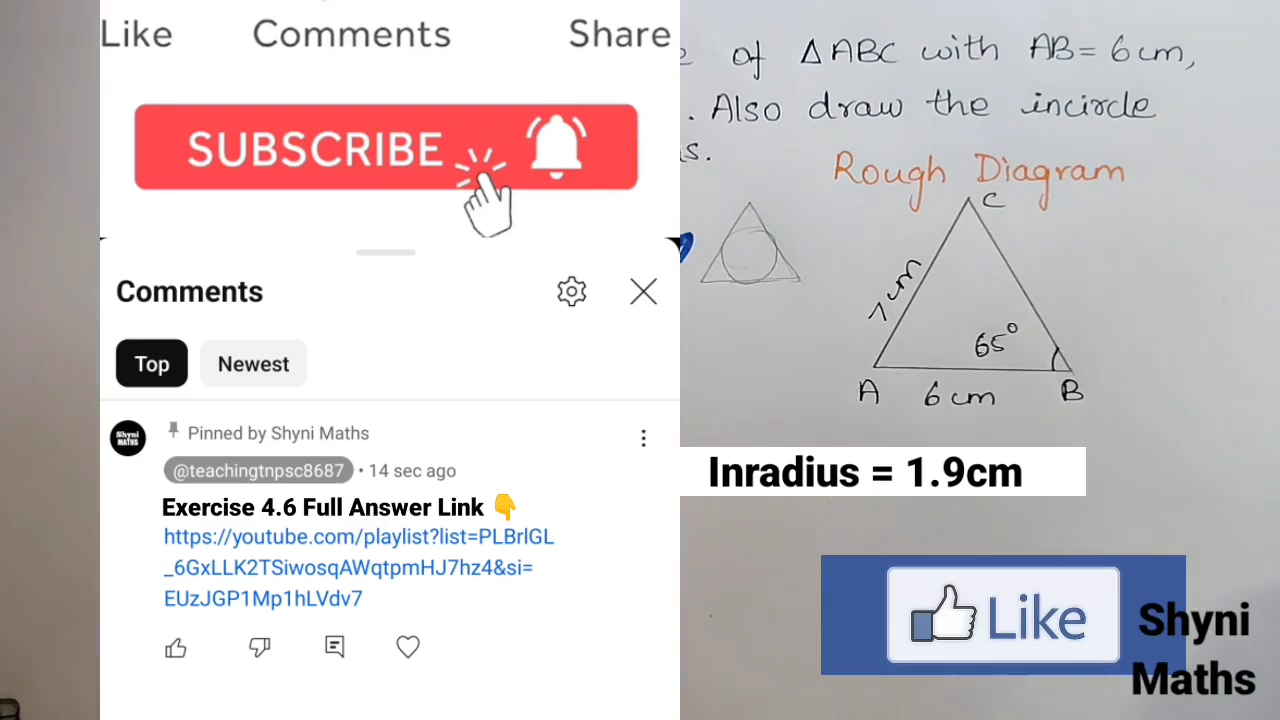 Like Comments Share
SUBSCRIBE
Comments
Top Newest
Shyni MATHS
Pinned by Shyni Maths
@teachingtnpsc8687 • 14 sec ago
Exercise 4.6 Full Answer Link 👇
https://youtube.com/playlist?list=PLBrlGL
_6GxLLK2TSiwosqAWqtpmHJ7hz4&si=
EUzJGP1Mp1hLVdv7
of ΔABC with AB= 6cm,
. Also draw the incircle
s.
Rough Diagram
C
7cm
65°
A 6cm B
Inradius = 1.9cm
Like
Shyni
Maths